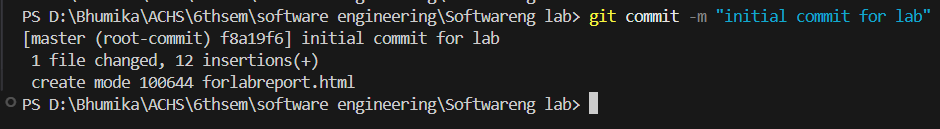 PS D:\Bhumika\ACHS\6thsem\software engineering\Softwareng lab> git commit -m "initial commit for lab"
[master (root-commit) f8a19f6] initial commit for lab
 1 file changed, 12 insertions(+)
 create mode 100644 forlabreport.html
PS D:\Bhumika\ACHS\6thsem\software engineering\Softwareng lab>